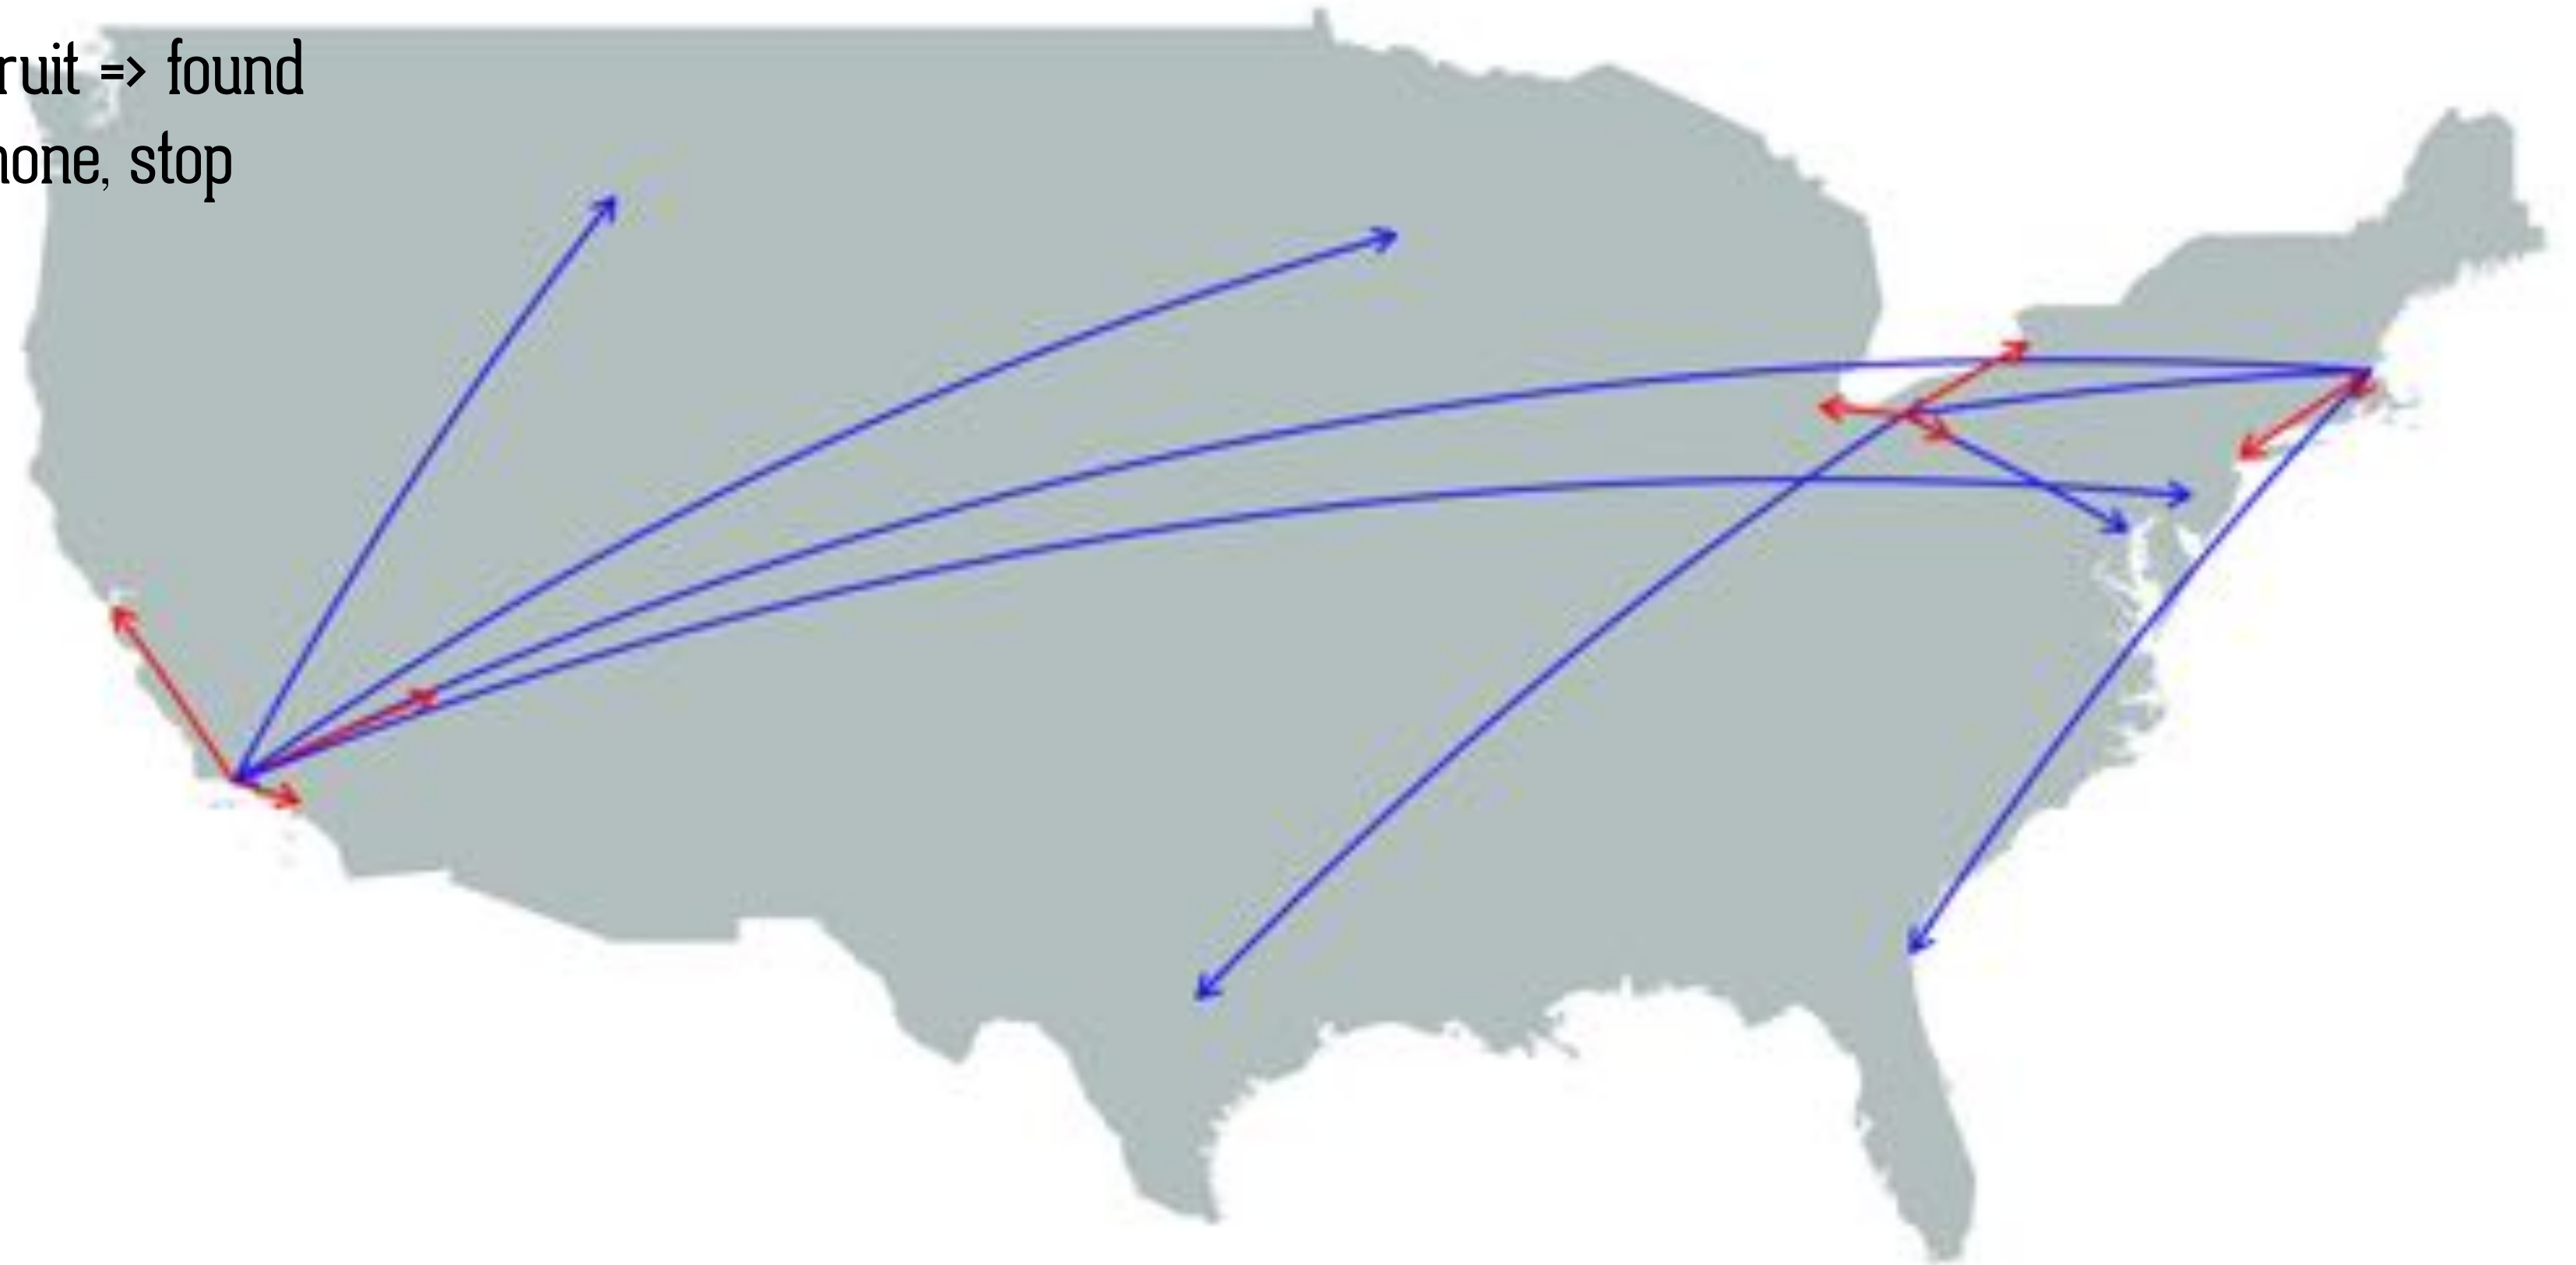 ruit => found
none, stop